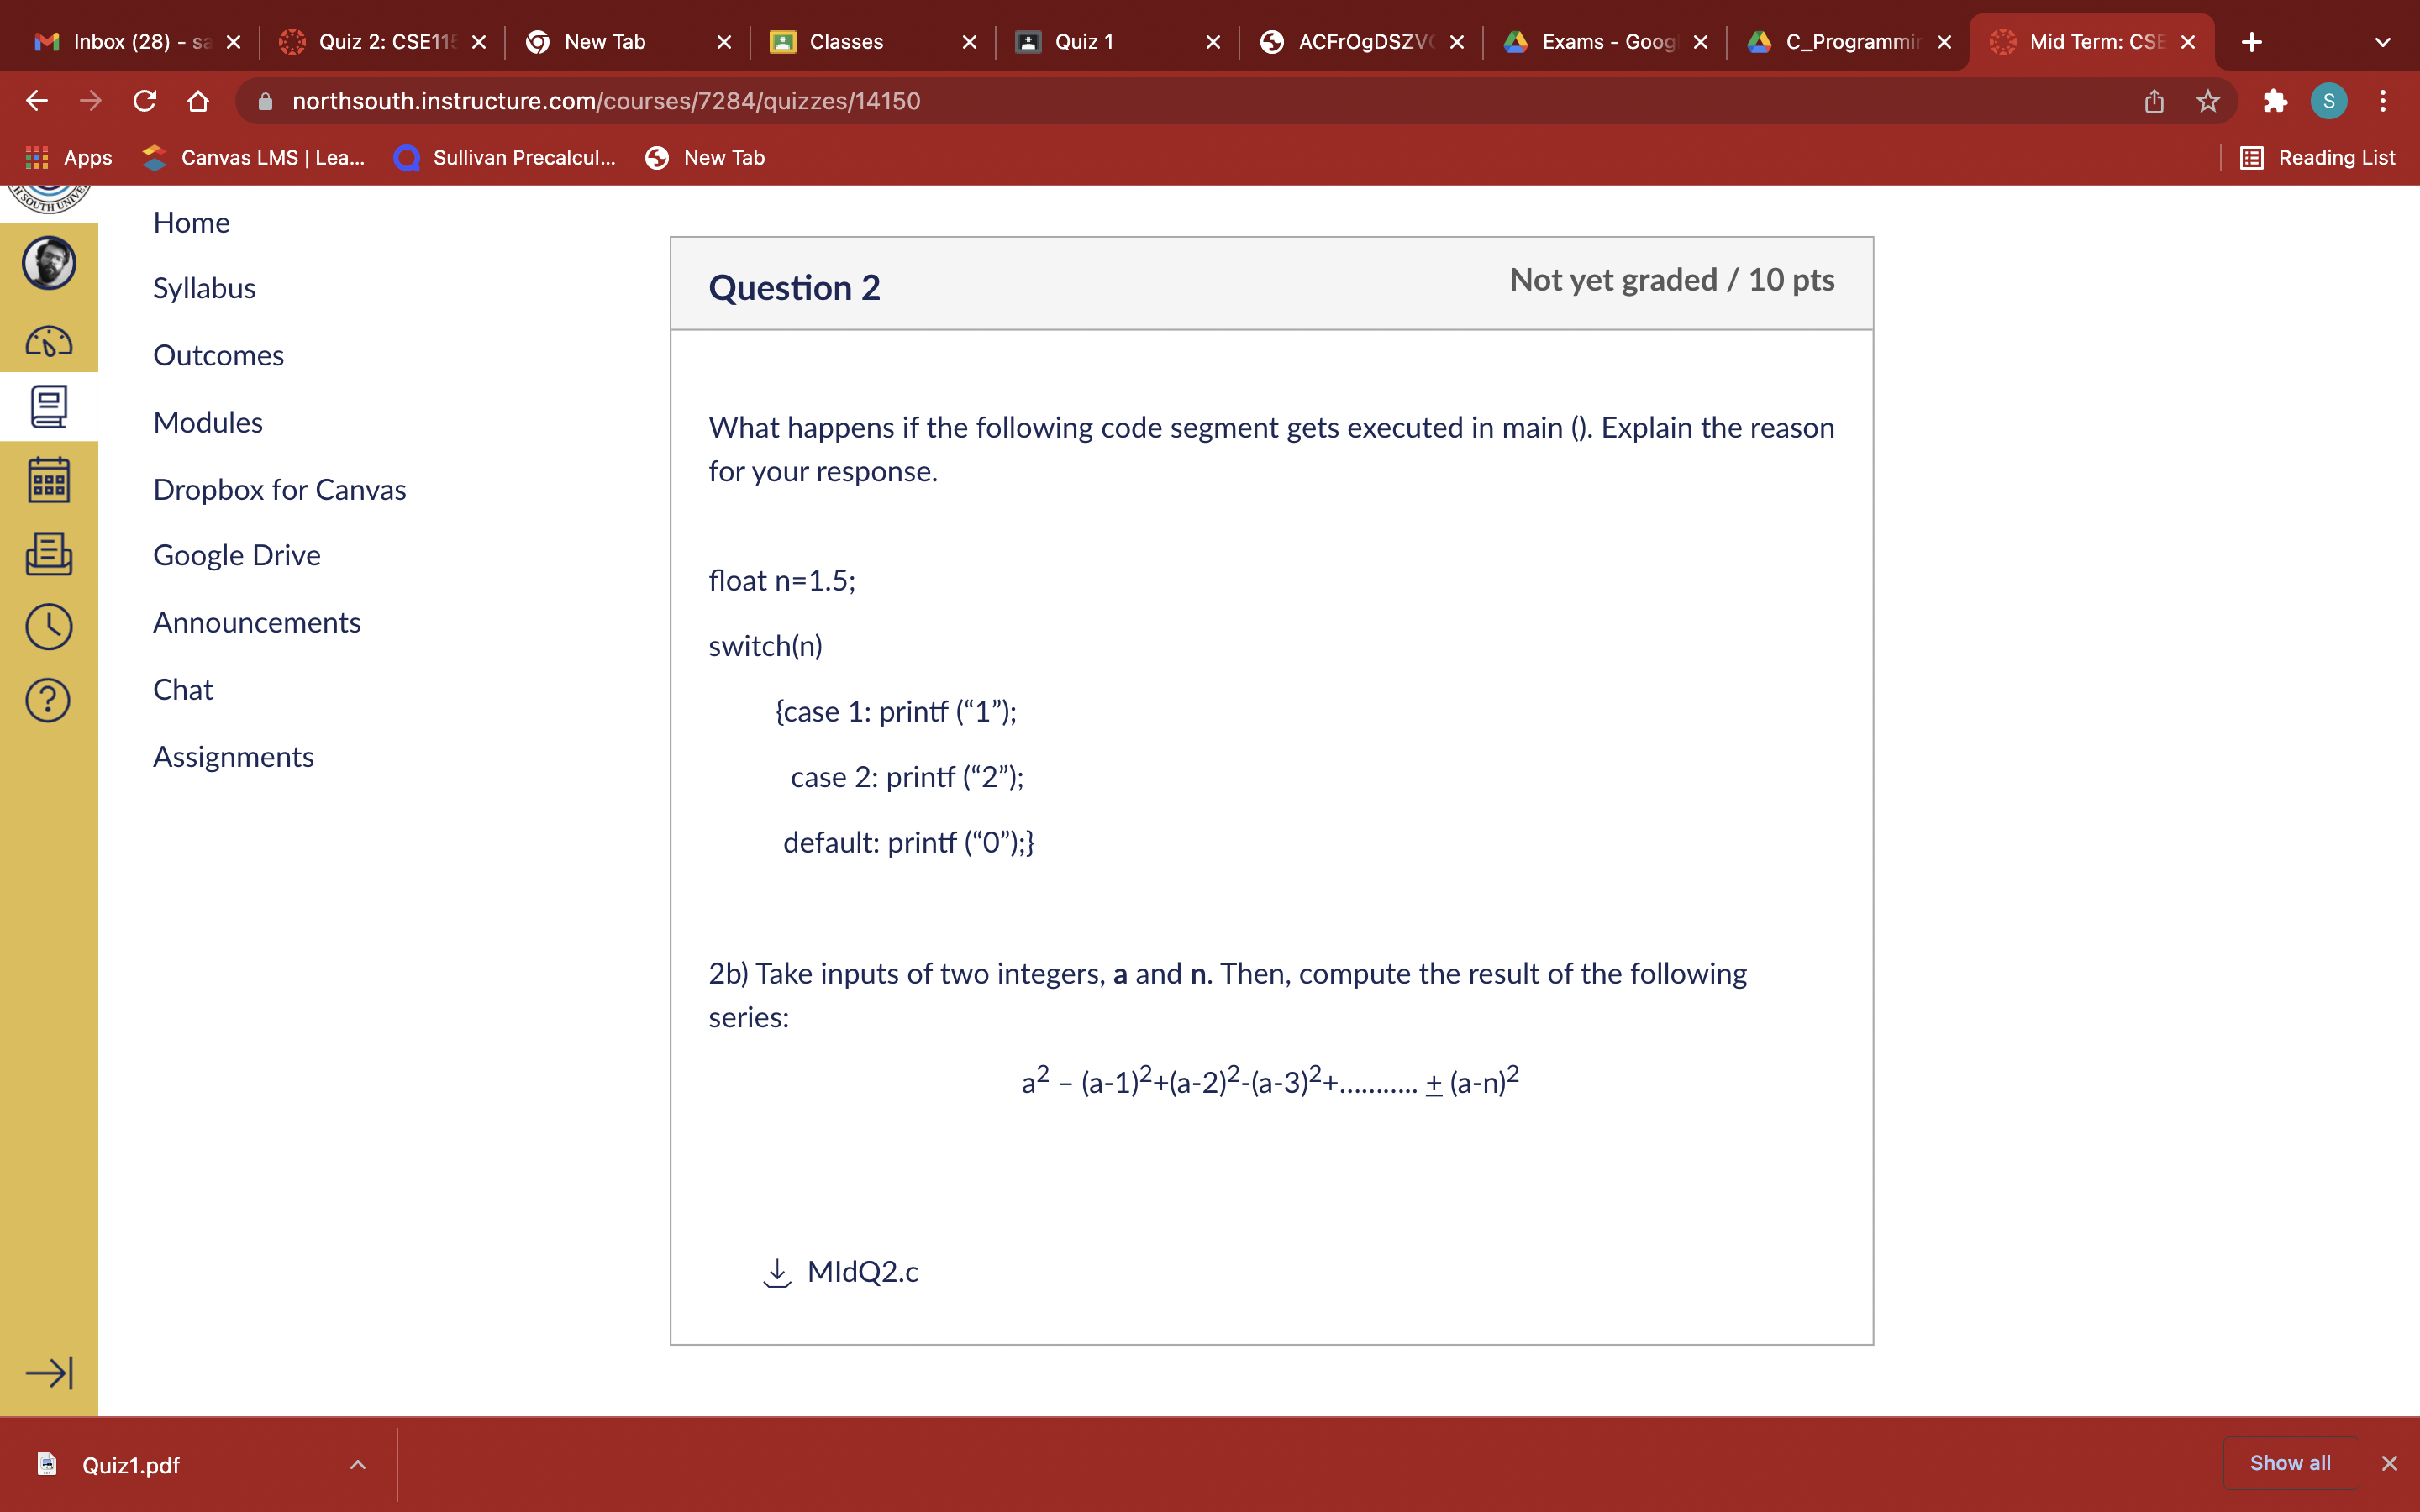 Inbox (28) - sa
Quiz 2: CSE115
New Tab
Classes
Quiz 1
ACFrOgDSZV
Exams - Goog
C_Programmin
Mid Term: CSE
northsouth.instructure.com/courses/7284/quizzes/14150
S
Apps
Canvas LMS | Lea...
Sullivan Precalcul...
New Tab
Reading List
H SOUTH UNIVE
Home
Syllabus
Outcomes
Modules
Dropbox for Canvas
Google Drive
Announcements
Chat
Assignments
Question 2
Not yet graded / 10 pts
What happens if the following code segment gets executed in main (). Explain the reason
for your response.
float n=1.5;
switch(n)
{case 1: printf (“1”);
case 2: printf (“2”);
default: printf (“0”);}
2b) Take inputs of two integers, a and n. Then, compute the result of the following
series:
a² – (a-1)²+(a-2)²-(a-3)²+........... ± (a-n)²
MIdQ2.c
Quiz1.pdf
Show all